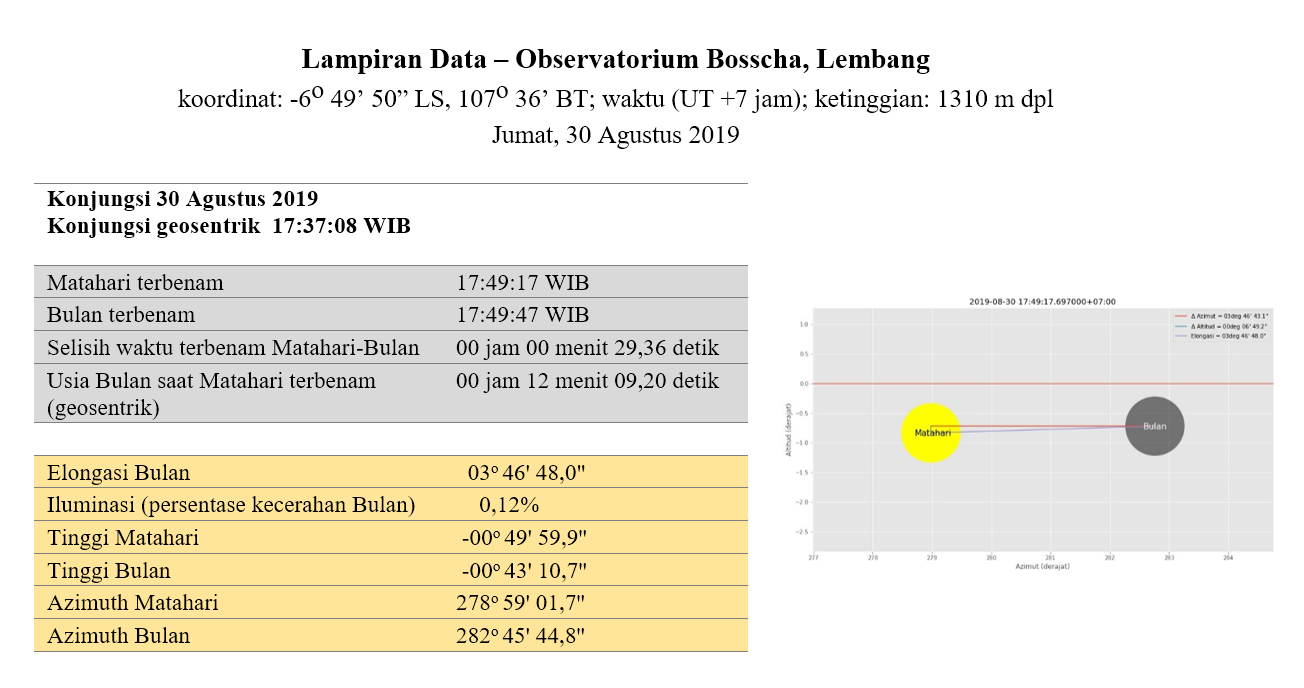 Lampiran Data – Observatorium Bosscha, Lembang
koordinat: -6º 49' 50" LS, 107º 36' BT; waktu (UT +7 jam); ketinggian: 1310 m dpl
Jumat, 30 Agustus 2019
Konjungsi 30 Agustus 2019
Konjungsi geosentrik 17:37:08 WIB
Matahari terbenam 17:49:17 WIB
Bulan terbenam 17:49:47 WIB
Selisih waktu terbenam Matahari-Bulan 00 jam 00 menit 29,36 detik
Usia Bulan saat Matahari terbenam 00 jam 12 menit 09,20 detik
(geosentrik)
Elongasi Bulan 03º 46' 48,0"
Iluminasi (persentase kecerahan Bulan) 0,12%
Tinggi Matahari -00º 49' 59,9"
Tinggi Bulan -00º 43' 10,7"
Azimuth Matahari 278º 59' 01,7"
Azimuth Bulan 282º 45' 44,8"
2019-08-30 17:49:17.697000+07:00
Δ Azimut = 03deg 46' 43.1"
Δ Altitud = 00deg 06' 49.2"
Elongasi = 03deg 46' 48.0"
1.0
0.5
0.0
−0.5
−1.0
−1.5
−2.0
−2.5
Altitud (derajat)
Matahari
Bulan
277 278 279 280 281 282 283 284
Azimut (derajat)